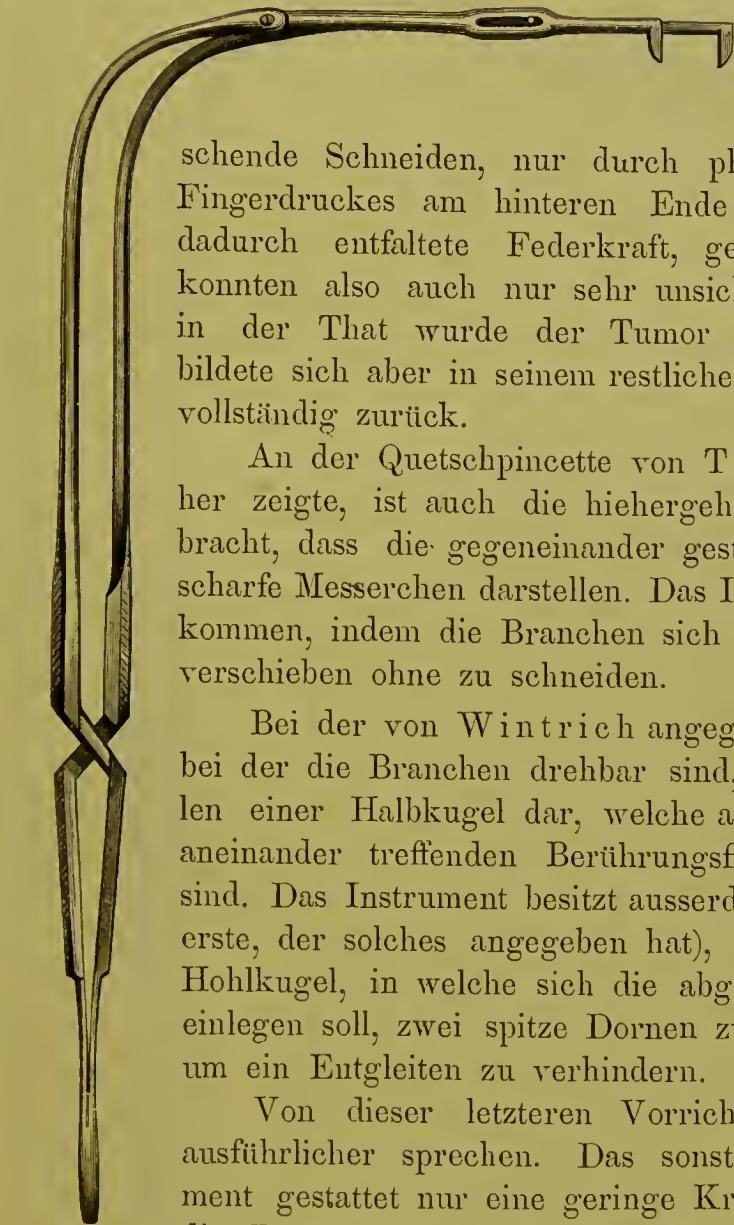 schende Schneiden, nur durch pl
Fingerdruckes am hinteren Ende
dadurch entfaltete Federkraft, ge
konnten also auch nur sehr unsic
in der That wurde der Tumor
bildete sich aber in seinem restliche
vollständig zurück.
An der Quetschpincette von T
her zeigte, ist auch die hiehergeh
bracht, dass die gegeneinander gest
scharfe Messerchen darstellen. Das I
kommen, indem die Branchen sich
verschieben ohne zu schneiden.
Bei der von Wintrich angeg
bei der die Branchen drehbar sind,
len einer Halbkugel dar, welche a
aneinander treffenden Berührungsf
sind. Das Instrument besitzt ausserd
erste, der solches angegeben hat),
Hohlkugel, in welche sich die abg
einlegen soll, zwei spitze Dornen z
um ein Entgleiten zu verhindern.
Von dieser letzteren Vorrich
ausführlicher sprechen. Das sonst
ment gestattet nur eine geringe Kr